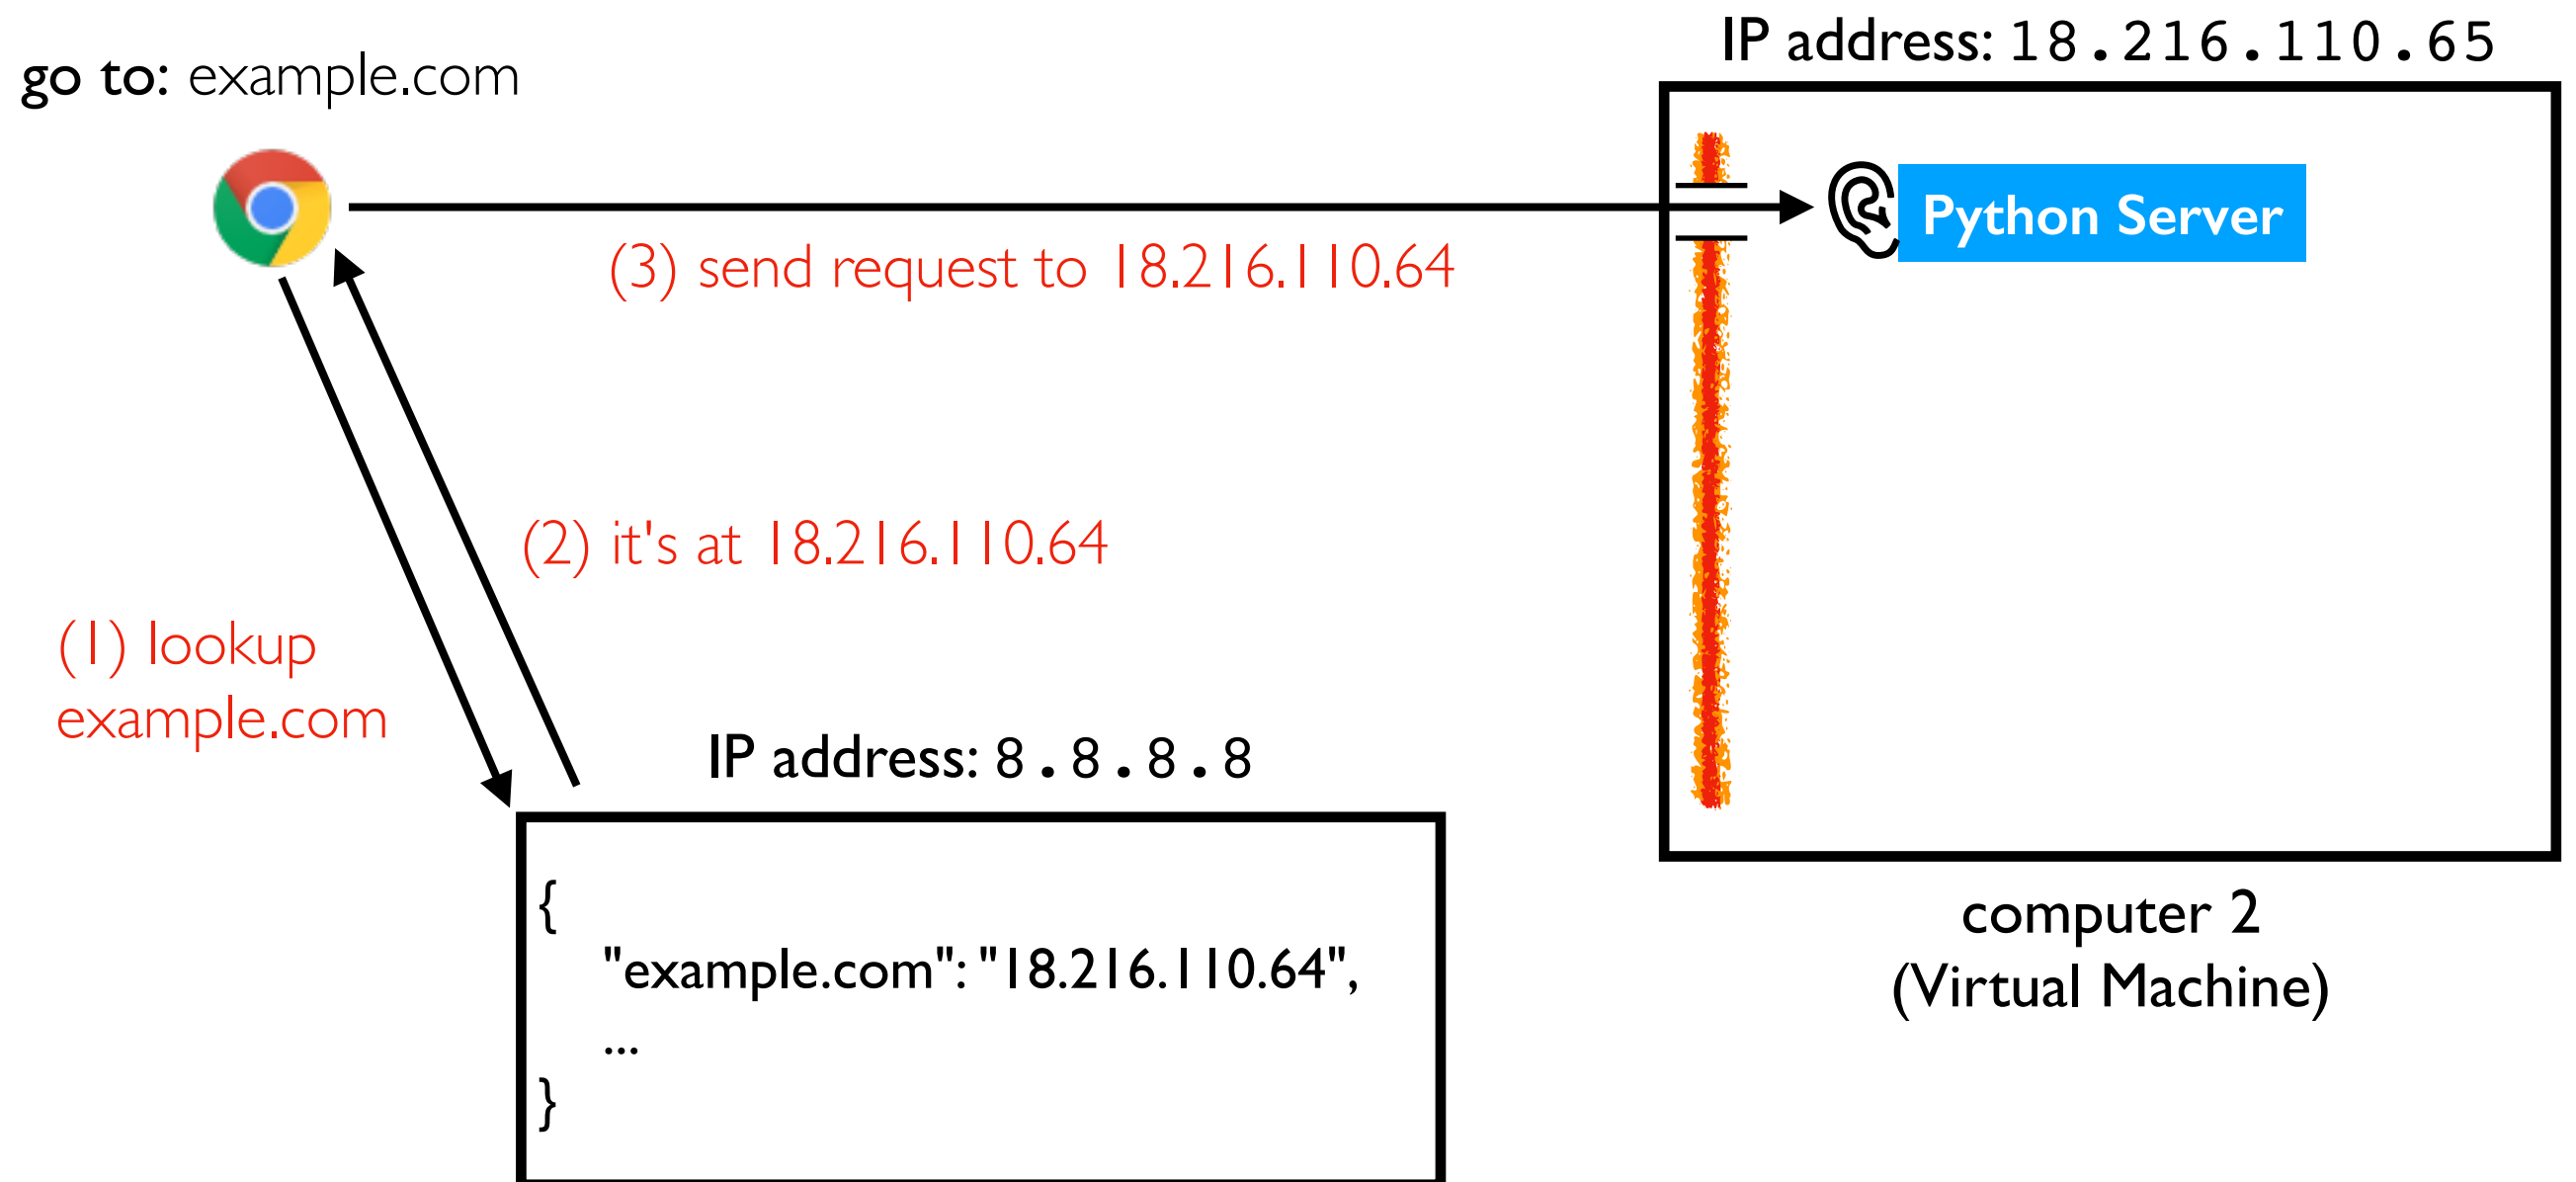 go to: example.com
IP address: 18.216.110.65
Python Server
(3) send request to 18.216.110.64
(2) it's at 18.216.110.64
(1) lookup
example.com
IP address: 8.8.8.8
{
"example.com": "18.216.110.64",
...
}
computer 2
(Virtual Machine)